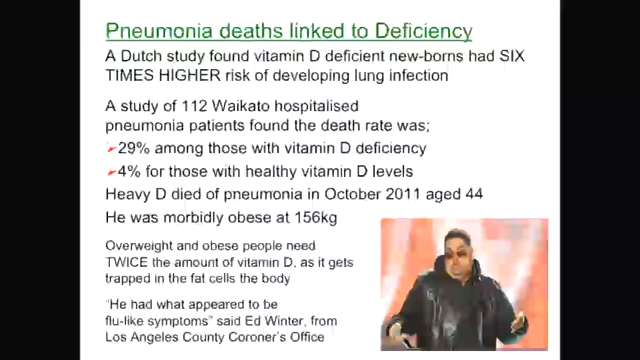 Pneumonia deaths linked to Deficiency
A Dutch study found vitamin D deficient new-borns had SIX
TIMES HIGHER risk of developing lung infection
A study of 112 Waikato hospitalised
pneumonia patients found the death rate was;
➢29% among those with vitamin D deficiency
➢4% for those with healthy vitamin D levels
Heavy D died of pneumonia in October 2011 aged 44
He was morbidly obese at 156kg
Overweight and obese people need
TWICE the amount of vitamin D, as it gets
trapped in the fat cells the body
“He had what appeared to be
flu-like symptoms” said Ed Winter, from
Los Angeles County Coroner's Office